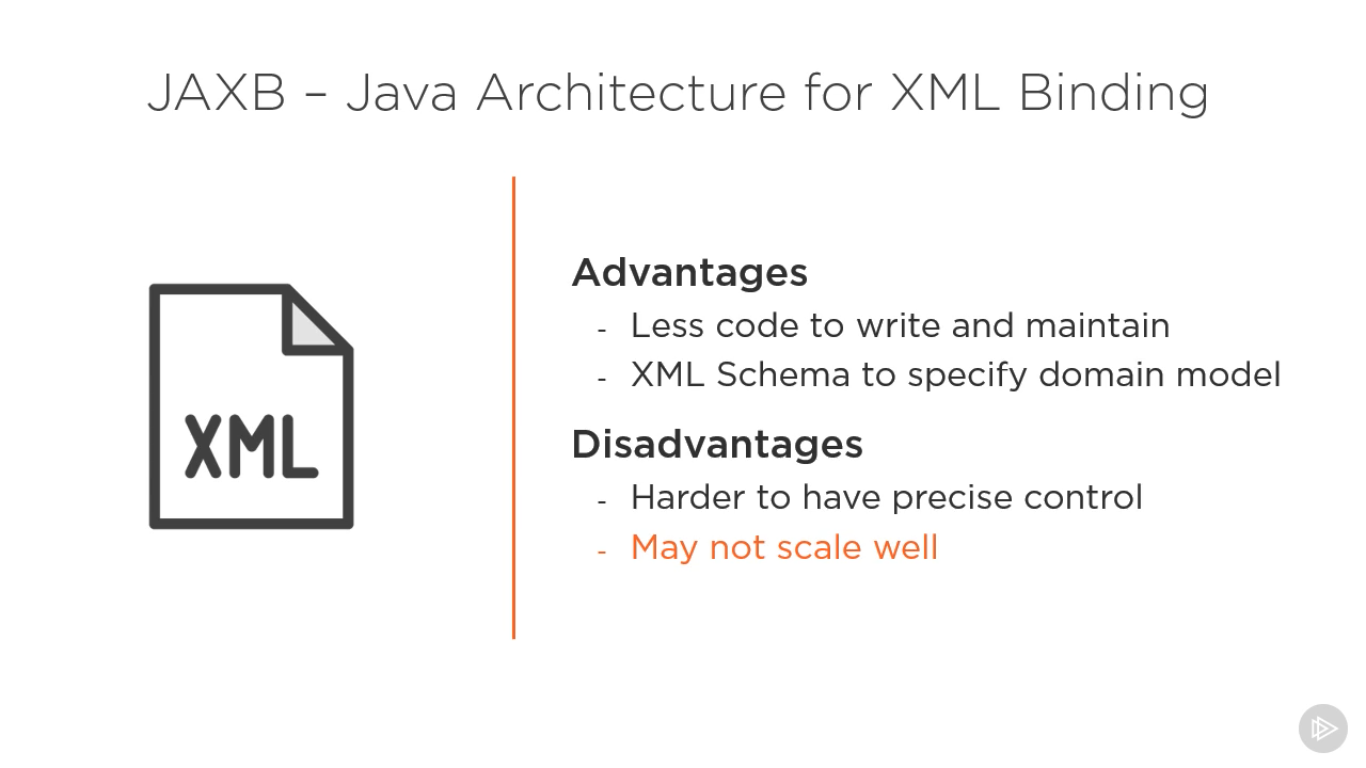 JAXB – Java Architecture for XML Binding
XML
Advantages
- Less code to write and maintain
- XML Schema to specify domain model
Disadvantages
- Harder to have precise control
- May not scale well